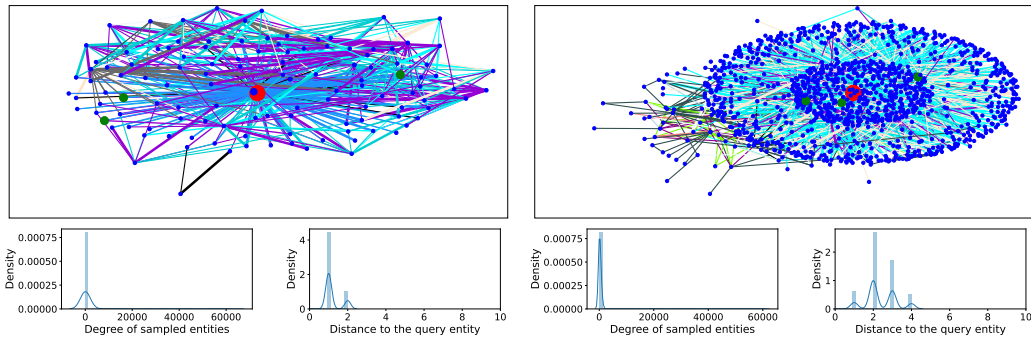 0.00075
0.00050
0.00025
0.00000
Density
0 20000 40000 60000
Degree of sampled entities
4
2
0
Density
0 2 4 6 8 10
Distance to the query entity
0.00075
0.00050
0.00025
0.00000
Density
0 20000 40000 60000
Degree of sampled entities
2
1
0
Density
0 2 4 6 8 10
Distance to the query entity